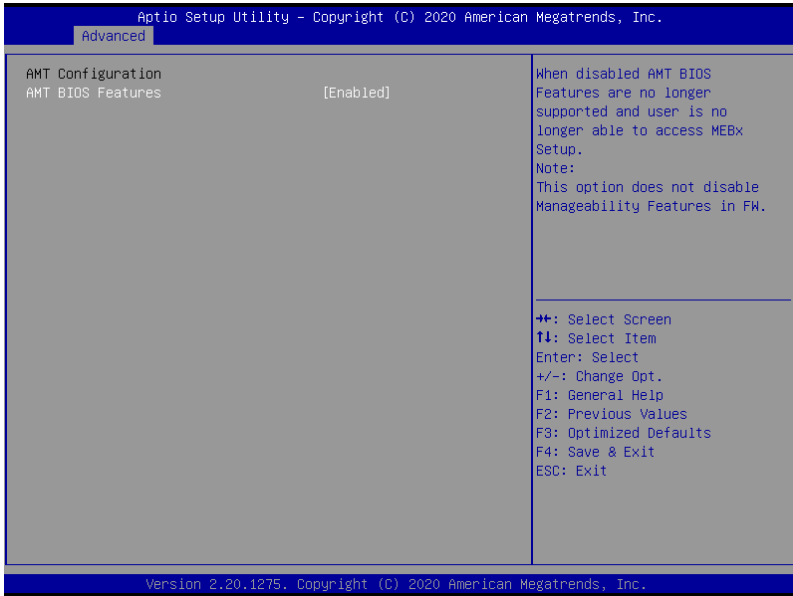 Aptio Setup Utility – Copyright (C) 2020 American Megatrends, Inc.
Advanced
AMT Configuration
AMT BIOS Features [Enabled]
When disabled AMT BIOS
Features are no longer
supported and user is no
longer able to access MEBx
Setup.
Note:
This option does not disable
Manageability Features in FW.
→←: Select Screen
↑↓: Select Item
Enter: Select
+/-: Change Opt.
F1: General Help
F2: Previous Values
F3: Optimized Defaults
F4: Save & Exit
ESC: Exit
Version 2.20.1275. Copyright (C) 2020 American Megatrends, Inc.